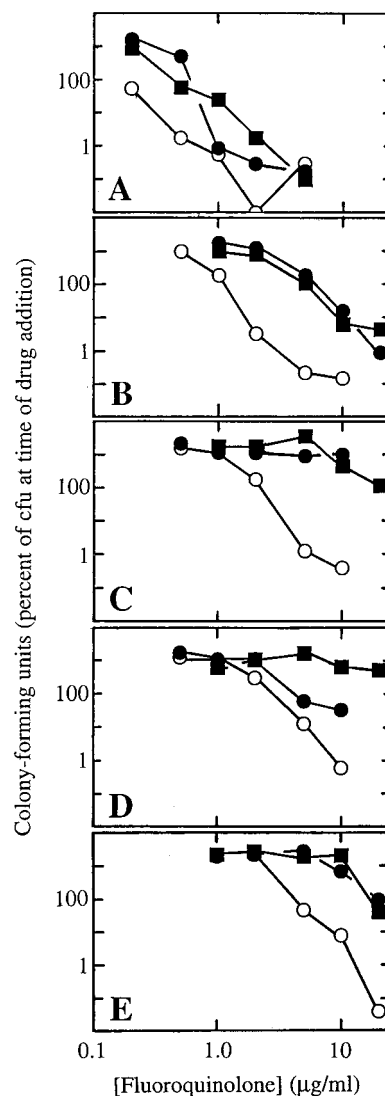 Colony-forming units (percent of cfu at time of drug addition)
100
1
A
100
1
B
100
1
C
100
1
D
100
1
E
0.1 1.0 10
[Fluoroquinolone] (µg/ml)